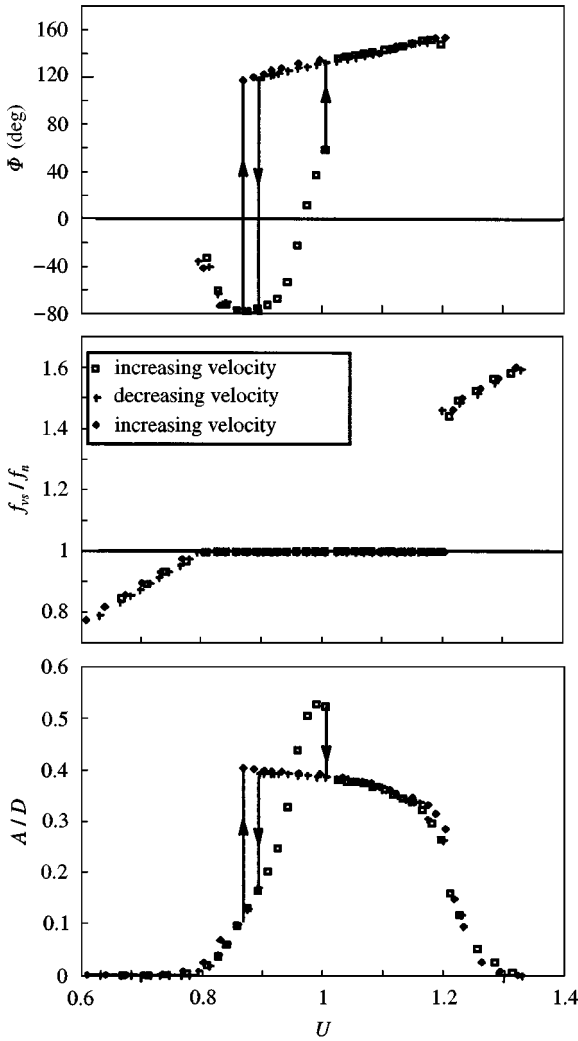 160
120
80
40
0
−40
−80
Φ (deg)
increasing velocity
decreasing velocity
increasing velocity
1.6
1.4
1.2
1
0.8
f_vs / f_n
0.6
0.5
0.4
0.3
0.2
0.1
0
A / D
0.6 0.8 1 1.2 1.4
U